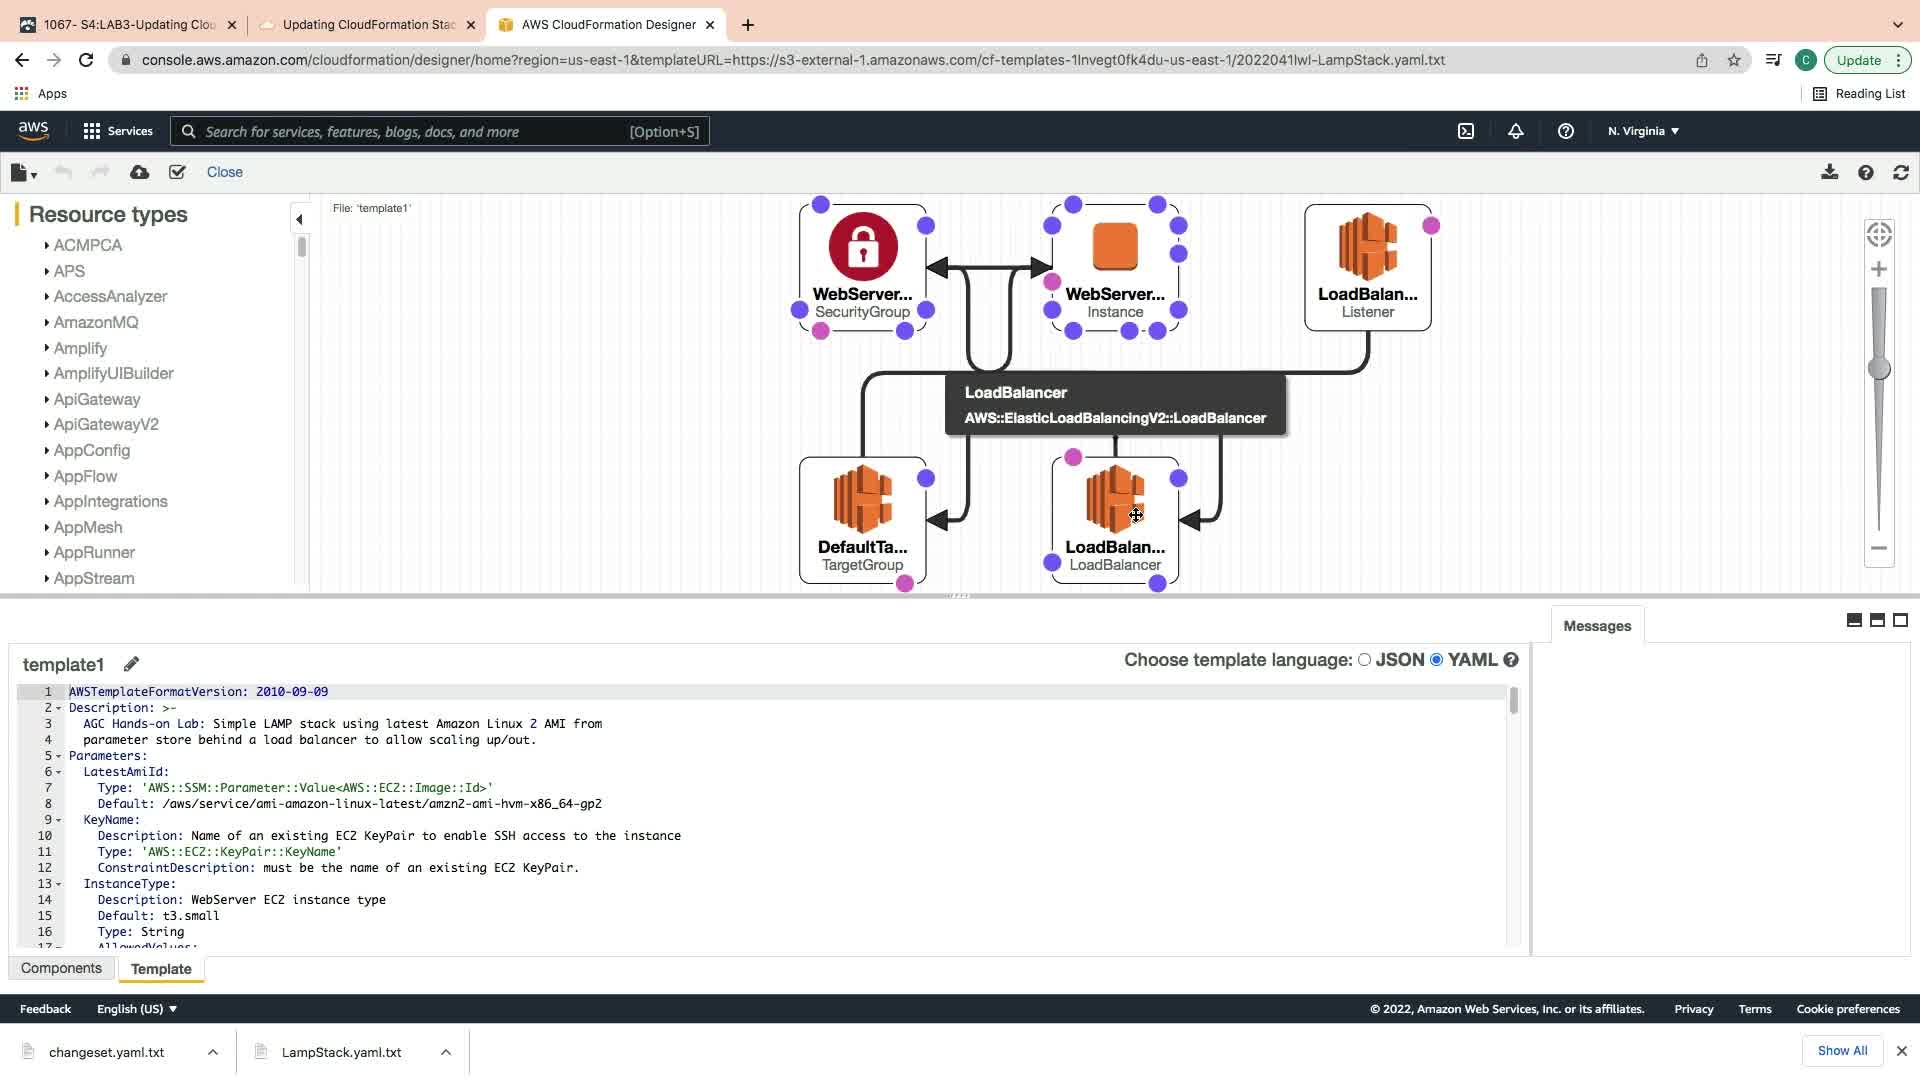 1067- S4:LAB3-Updating Clou
Updating CloudFormation Stac
AWS CloudFormation Designer
console.aws.amazon.com/cloudformation/designer/home?region=us-east-1&templateURL=https://s3-external-1.amazonaws.com/cf-templates-1lnvegt0fk4du-us-east-1/2022041lwl-LampStack.yaml.txt
C
Update
Apps
Reading List
aws
Services
Search for services, features, blogs, docs, and more
[Option+S]
N. Virginia
Close
Resource types
ACMPCA
APS
AccessAnalyzer
AmazonMQ
Amplify
AmplifyUIBuilder
ApiGateway
ApiGatewayV2
AppConfig
AppFlow
AppIntegrations
AppMesh
AppRunner
AppStream
File: 'template1'
WebServer...
SecurityGroup
WebServer...
Instance
LoadBalan...
Listener
LoadBalancer
AWS::ElasticLoadBalancingV2::LoadBalancer
DefaultTa...
TargetGroup
LoadBalan...
LoadBalancer
Messages
template1
Choose template language: JSON YAML
1 AWSTemplateFormatVersion: 2010-09-09
2 Description: >-
3 AGC Hands-on Lab: Simple LAMP stack using latest Amazon Linux 2 AMI from
4 parameter store behind a load balancer to allow scaling up/out.
5 Parameters:
6 LatestAmiId:
7 Type: 'AWS::SSM::Parameter::Value<AWS::EC2::Image::Id>'
8 Default: /aws/service/ami-amazon-linux-latest/amzn2-ami-hvm-x86_64-gp2
9 KeyName:
10 Description: Name of an existing EC2 KeyPair to enable SSH access to the instance
11 Type: 'AWS::EC2::KeyPair::KeyName'
12 ConstraintDescription: must be the name of an existing EC2 KeyPair.
13 InstanceType:
14 Description: WebServer EC2 instance type
15 Default: t3.small
16 Type: String
17 AllowedValues:
Components
Template
Feedback
English (US)
© 2022, Amazon Web Services, Inc. or its affiliates.
Privacy
Terms
Cookie preferences
changeset.yaml.txt
LampStack.yaml.txt
Show All